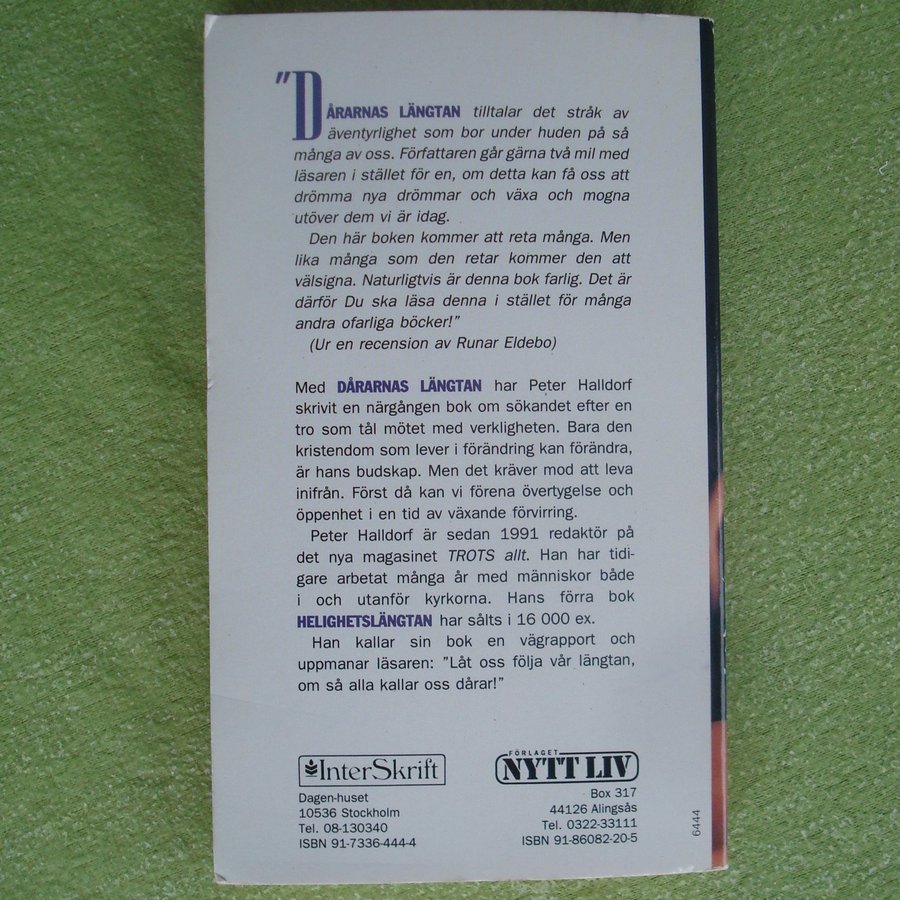 "DÅRARNAS LÄNGTAN tilltalar det stråk av
äventyrlighet som bor under huden på så
många av oss. Författaren går gärna två mil med
läsaren i stället för en, om detta kan få oss att
drömma nya drömmar och växa och mogna
utöver dem vi är idag.
Den här boken kommer att reta många. Men
lika många som den retar kommer den att
välsigna. Naturligtvis är denna bok farlig. Det är
därför Du ska läsa denna i stället för många
andra ofarliga böcker!"
(Ur en recension av Runar Eldebo)
Med DÅRARNAS LÄNGTAN har Peter Halldorf
skrivit en närgången bok om sökandet efter en
tro som tål mötet med verkligheten. Bara den
kristendom som lever i förändring kan förändra,
är hans budskap. Men det kräver mod att leva
inifrån. Först då kan vi förena övertygelse och
öppenhet i en tid av växande förvirring.
Peter Halldorf är sedan 1991 redaktör på
det nya magasinet TROTS allt. Han har tidi-
gare arbetat många år med människor både
i och utanför kyrkorna. Hans förra bok
HELIGHETSLÄNGTAN har sålts i 16 000 ex.
Han kallar sin bok en vägrapport och
uppmanar läsaren: "Låt oss följa vår längtan,
om så alla kallar oss dårar!"
InterSkrift
Dagen-huset
10536 Stockholm
Tel. 08-130340
ISBN 91-7336-444-4
FÖRLAGET
NYTT LIV
Box 317
44126 Alingsås
Tel. 0322-33111
ISBN 91-86082-20-5
6444